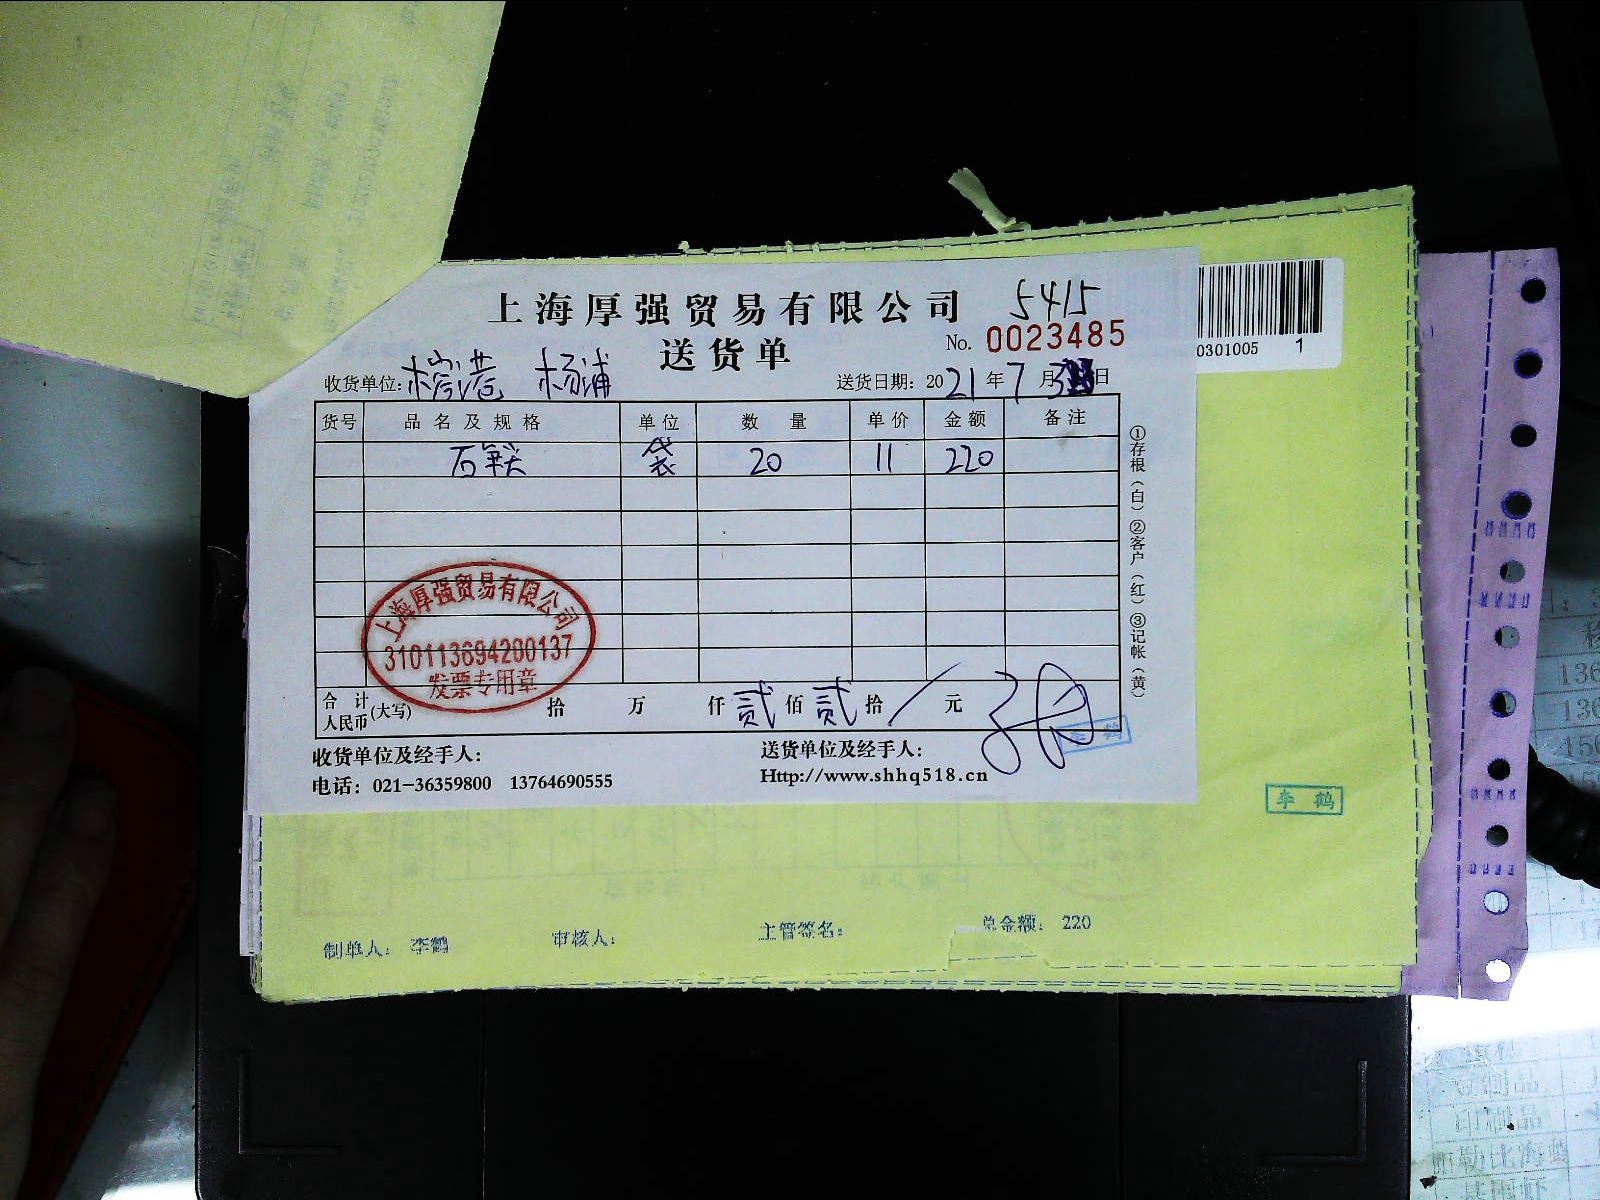 上海厚强贸易有限公司
5415
送货单
No. 0023485
收货单位: 杨浦
送货日期: 2021年7月3日
货号 品名及规格 单位 数量 单价 金额 备注
袋 20 11 220
①存根(白)②客户(红)③记帐(黄)
上海厚强贸易有限公司
310113694200137
发票专用章
合计人民币(大写) 拾 万 仟 贰 佰 贰 拾 元
收货单位及经手人:
送货单位及经手人:
电话: 021-36359800 13764690555
Http://www.shhq518.cn
0301005 1
李鹤
制单人: 李鹤 审核人: 主管签名: 总金额: 220